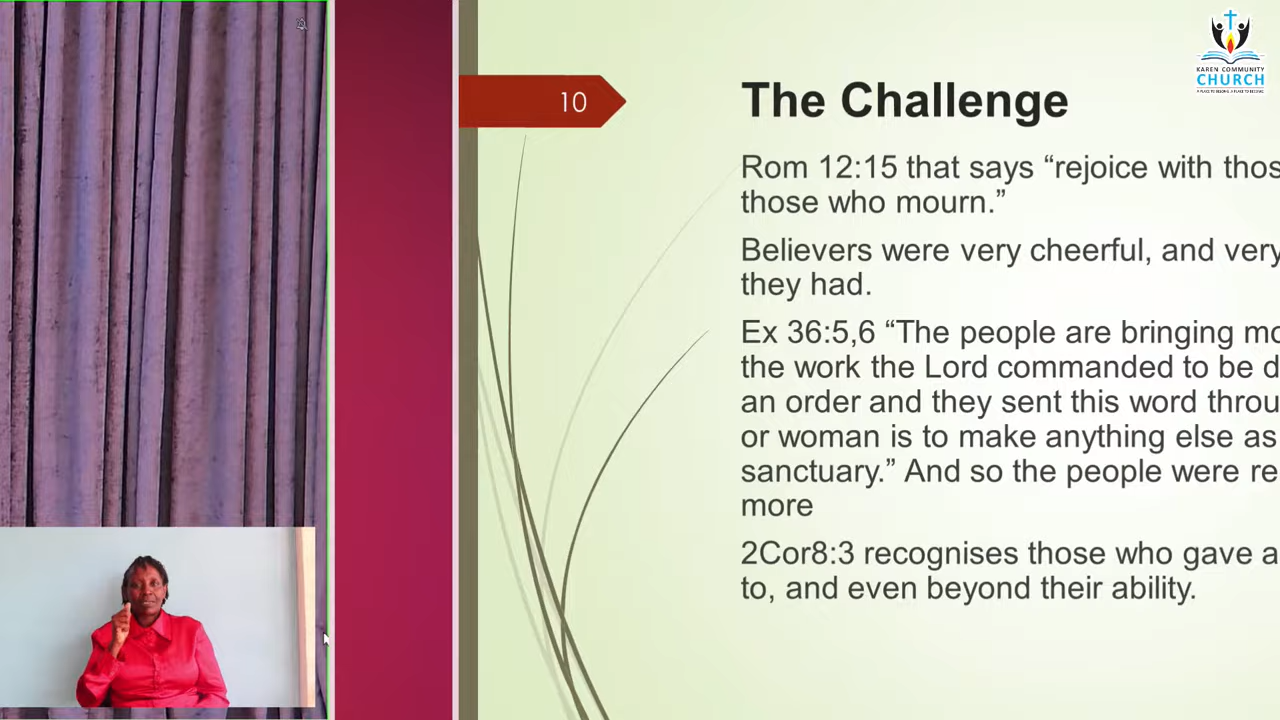 KAREN COMMUNITY
CHURCH
10
The Challenge
Rom 12:15 that says “rejoice with thos
those who mourn.”
Believers were very cheerful, and very
they had.
Ex 36:5,6 “The people are bringing mo
the work the Lord commanded to be d
an order and they sent this word throu
or woman is to make anything else as
sanctuary.” And so the people were re
more
2Cor8:3 recognises those who gave a
to, and even beyond their ability.